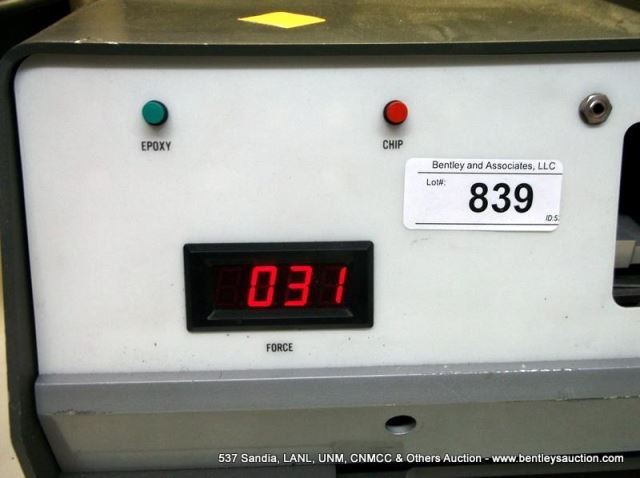 EPOXY
CHIP
Bentley and Associates, LLC
Lot#:
839
031
FORCE
537 Sandia, LANL, UNM, CNMCC & Others Auction - www.bentleysauction.com